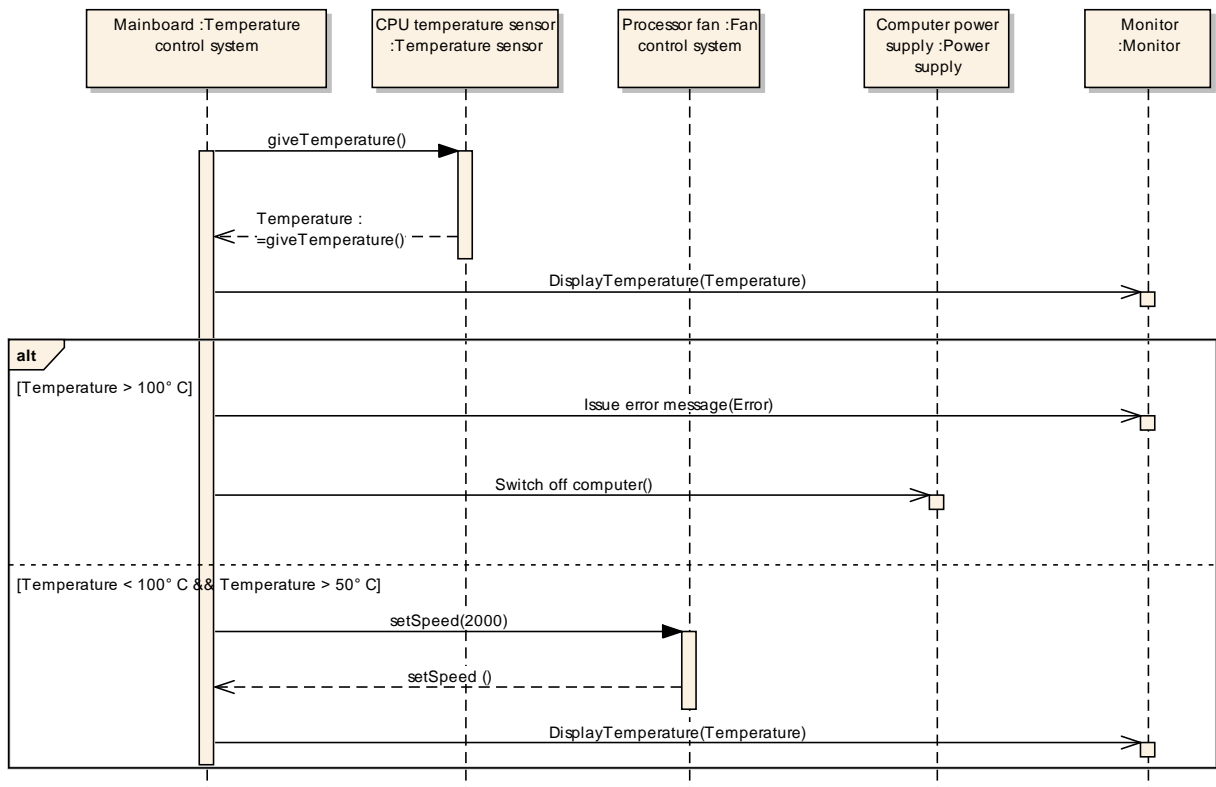 Mainboard :Temperature
control system
CPU temperature sensor
:Temperature sensor
Processor fan :Fan
control system
Computer power
supply :Power
supply
Monitor
:Monitor
giveTemperature()
Temperature :
=giveTemperature()
DisplayTemperature(Temperature)
alt
[Temperature > 100° C]
Issue error message(Error)
Switch off computer()
[Temperature < 100° C && Temperature > 50° C]
setSpeed(2000)
setSpeed ()
DisplayTemperature(Temperature)